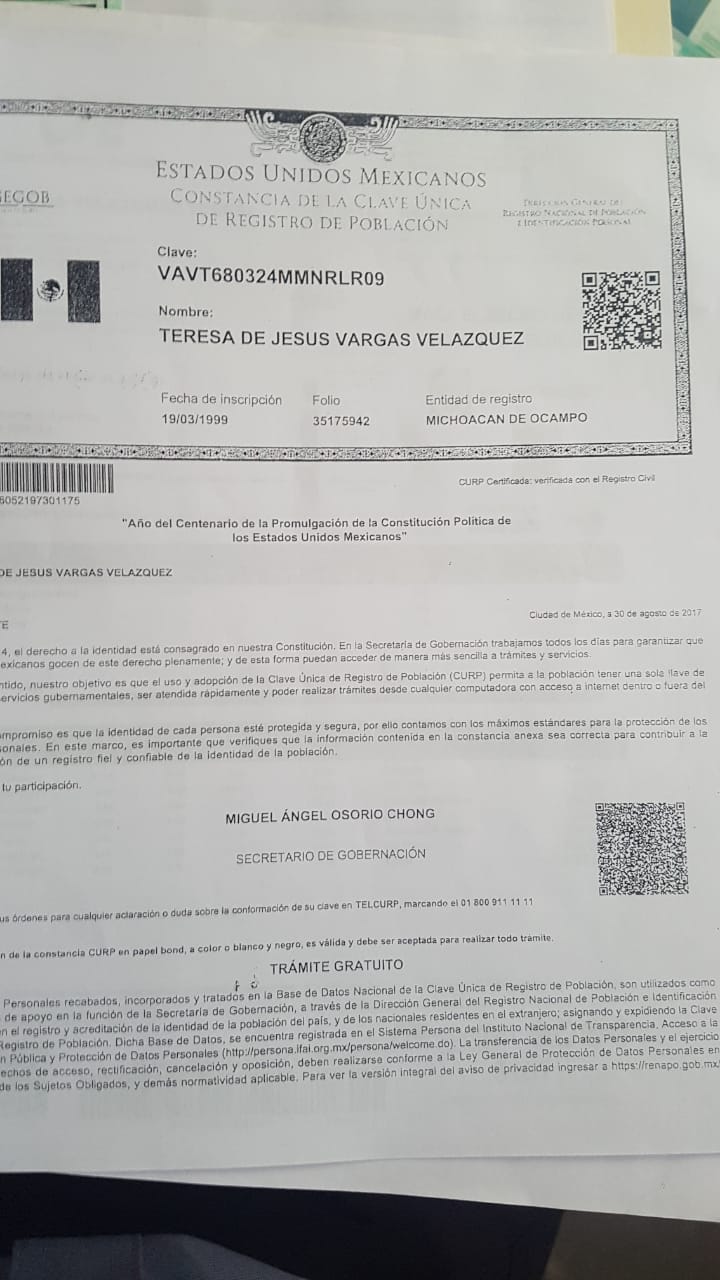 SEGOB
ESTADOS UNIDOS MEXICANOS
CONSTANCIA DE LA CLAVE ÚNICA
DE REGISTRO DE POBLACIÓN
DIRECCIÓN GENERAL DEL
REGISTRO NACIONAL DE POBLACIÓN
E IDENTIFICACIÓN PERSONAL
Clave:
VAVT680324MMNRLR09
Nombre:
TERESA DE JESUS VARGAS VELAZQUEZ
Fecha de inscripción Folio Entidad de registro
19/03/1999 35175942 MICHOACAN DE OCAMPO
6052197301175
CURP Certificada: verificada con el Registro Civil
"Año del Centenario de la Promulgación de la Constitución Política de
los Estados Unidos Mexicanos"
DE JESUS VARGAS VELAZQUEZ
Ciudad de México, a 30 de agosto de 2017
TE
4, el derecho a la identidad está consagrado en nuestra Constitución. En la Secretaría de Gobernación trabajamos todos los días para garantizar que
exicanos gocen de este derecho plenamente; y de esta forma puedan acceder de manera más sencilla a trámites y servicios.
ntido, nuestro objetivo es que el uso y adopción de la Clave Única de Registro de Población (CURP) permita a la población tener una sola llave de
ervicios gubernamentales, ser atendida rápidamente y poder realizar trámites desde cualquier computadora con acceso a internet dentro o fuera del
ompromiso es que la identidad de cada persona esté protegida y segura, por ello contamos con los máximos estándares para la protección de los
sonales. En este marco, es importante que verifiques que la información contenida en la constancia anexa sea correcta para contribuir a la
ón de un registro fiel y confiable de la identidad de la población.
tu participación.
MIGUEL ÁNGEL OSORIO CHONG
SECRETARIO DE GOBERNACIÓN
us órdenes para cualquier aclaración o duda sobre la conformación de su clave en TELCURP, marcando el 01 800 911 11 11
n de la constancia CURP en papel bond, a color o blanco y negro, es válida y debe ser aceptada para realizar todo trámite.
TRÁMITE GRATUITO
Personales recabados, incorporados y tratados en la Base de Datos Nacional de la Clave Única de Registro de Población, son utilizados como
de apoyo en la función de la Secretaría de Gobernación, a través de la Dirección General del Registro Nacional de Población e Identificación
en el registro y acreditación de la identidad de la población del país, y de los nacionales residentes en el extranjero; asignando y expidiendo la Clave
Registro de Población. Dicha Base de Datos, se encuentra registrada en el Sistema Persona del Instituto Nacional de Transparencia, Acceso a la
n Pública y Protección de Datos Personales (http://persona.ifai.org.mx/persona/welcome.do). La transferencia de los Datos Personales y el ejercicio
echos de acceso, rectificación, cancelación y oposición, deben realizarse conforme a la Ley General de Protección de Datos Personales en
de los Sujetos Obligados, y demás normatividad aplicable. Para ver la versión integral del aviso de privacidad ingresar a https://renapo.gob.mx/